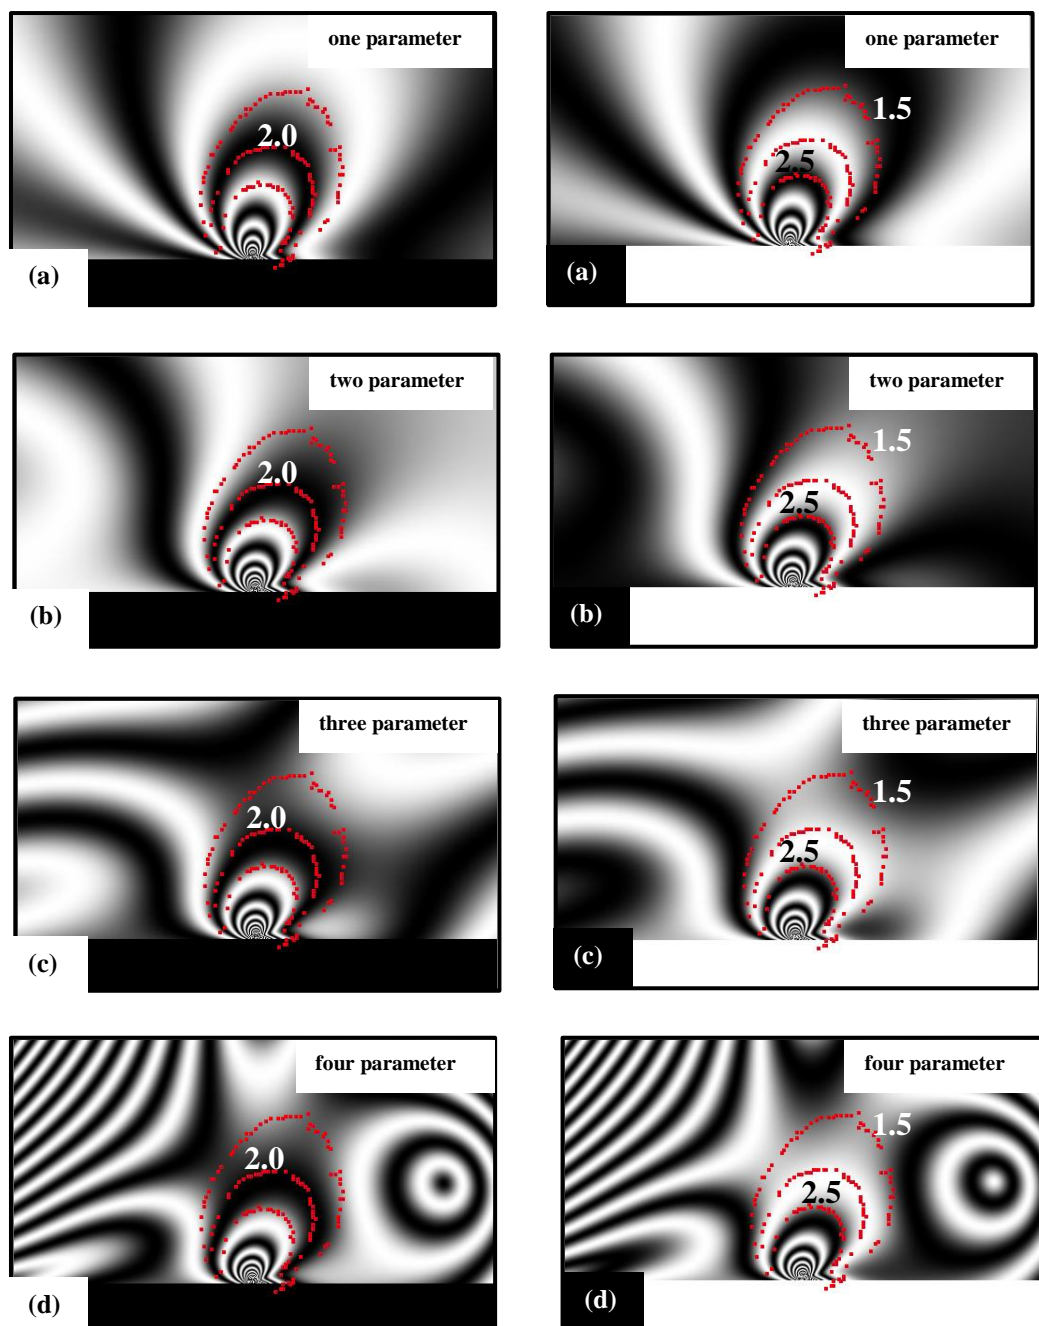 one parameter
2.0
(a)
one parameter
1.5
2.5
(a)
two parameter
2.0
(b)
two parameter
1.5
2.5
(b)
three parameter
2.0
(c)
three parameter
1.5
2.5
(c)
four parameter
2.0
(d)
four parameter
1.5
2.5
(d)